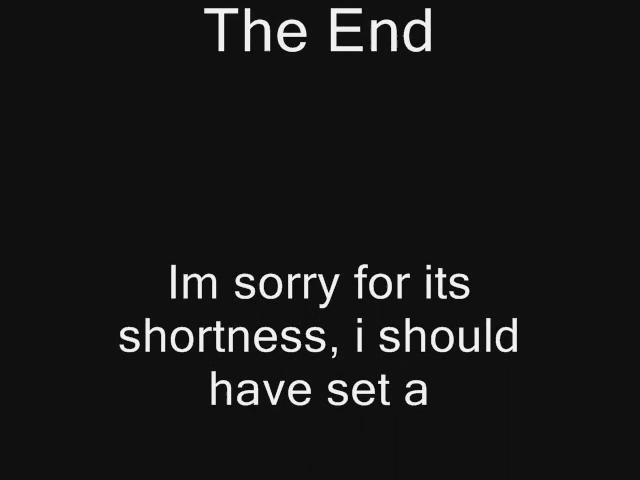 The End
Im sorry for its
shortness, i should
have set a